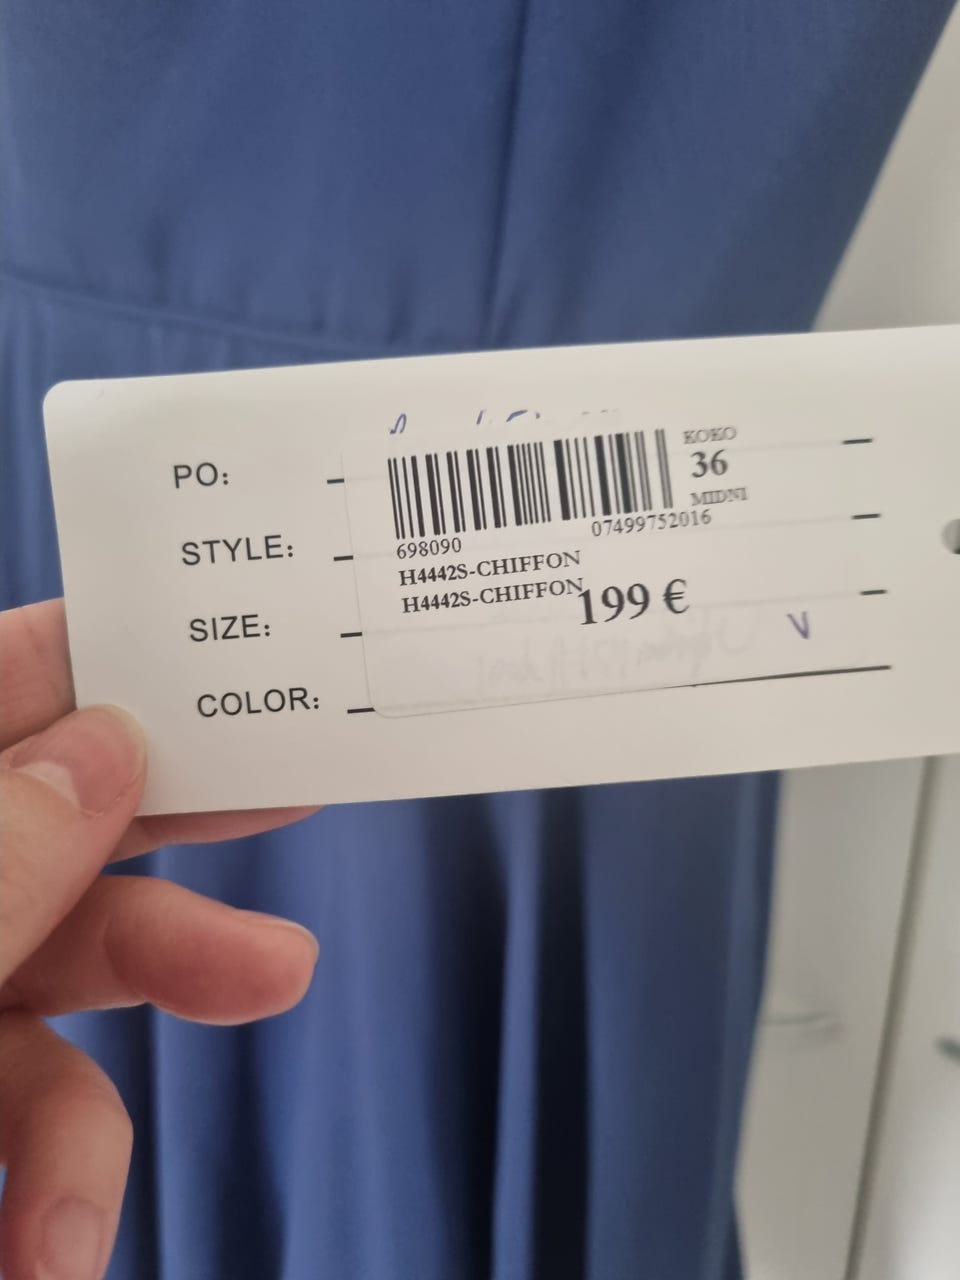 PO:
STYLE:
SIZE:
COLOR:
KOKO
36
MIDNI
07499752016
698090
H4442S-CHIFFON
H4442S-CHIFFON
199 €
V